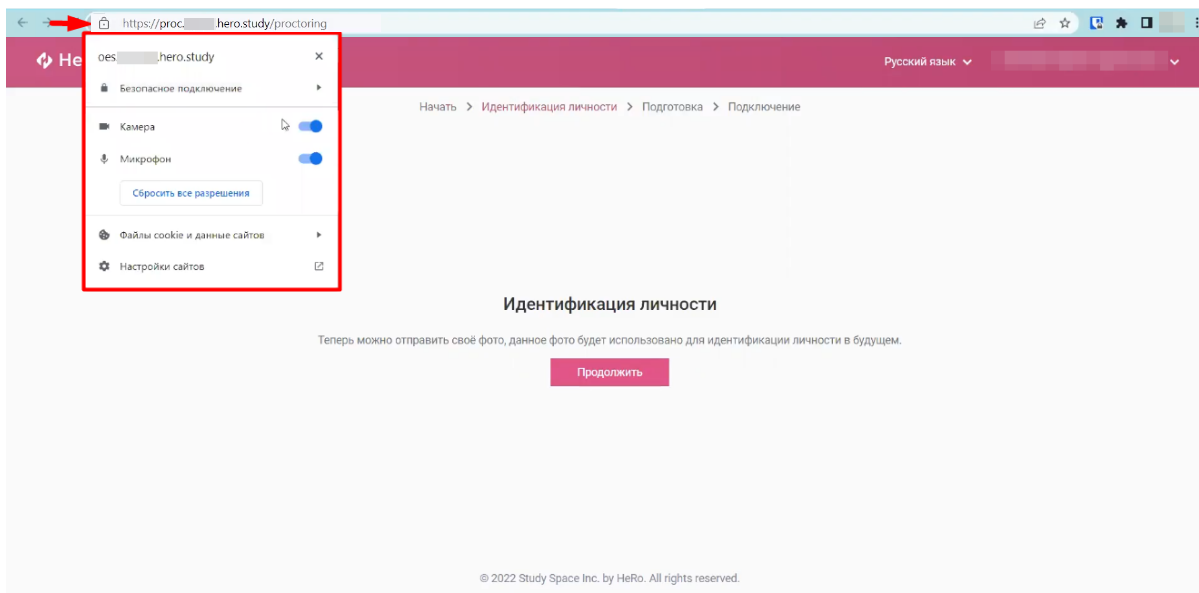 https://proc. .hero.study/proctoring
oes .hero.study
Безопасное подключение
Камера
Микрофон
Сбросить все разрешения
Файлы cookie и данные сайтов
Настройки сайтов
He
Русский язык
Начать > Идентификация личности > Подготовка > Подключение
Идентификация личности
Теперь можно отправить своё фото, данное фото будет использовано для идентификации личности в будущем.
Продолжить
© 2022 Study Space Inc. by HeRo. All rights reserved.